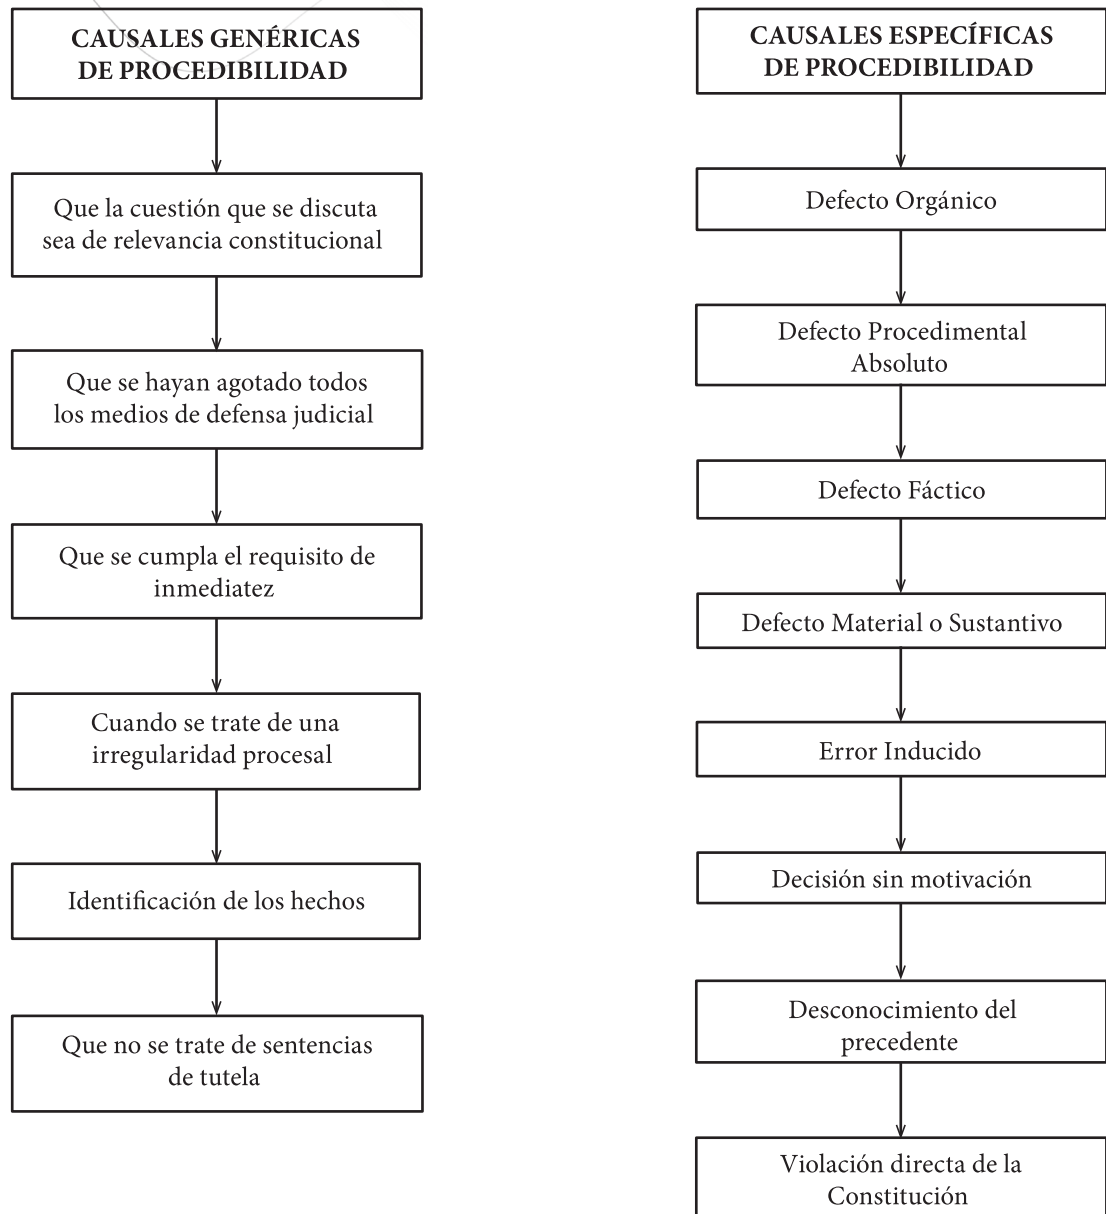 CAUSALES GENÉRICAS
DE PROCEDIBILIDAD
Que la cuestión que se discuta
sea de relevancia constitucional
Que se hayan agotado todos
los medios de defensa judicial
Que se cumpla el requisito de
inmediatez
Cuando se trate de una
irregularidad procesal
Identificación de los hechos
Que no se trate de sentencias
de tutela
CAUSALES ESPECÍFICAS
DE PROCEDIBILIDAD
Defecto Orgánico
Defecto Procedimental
Absoluto
Defecto Fáctico
Defecto Material o Sustantivo
Error Inducido
Decisión sin motivación
Desconocimiento del
precedente
Violación directa de la
Constitución